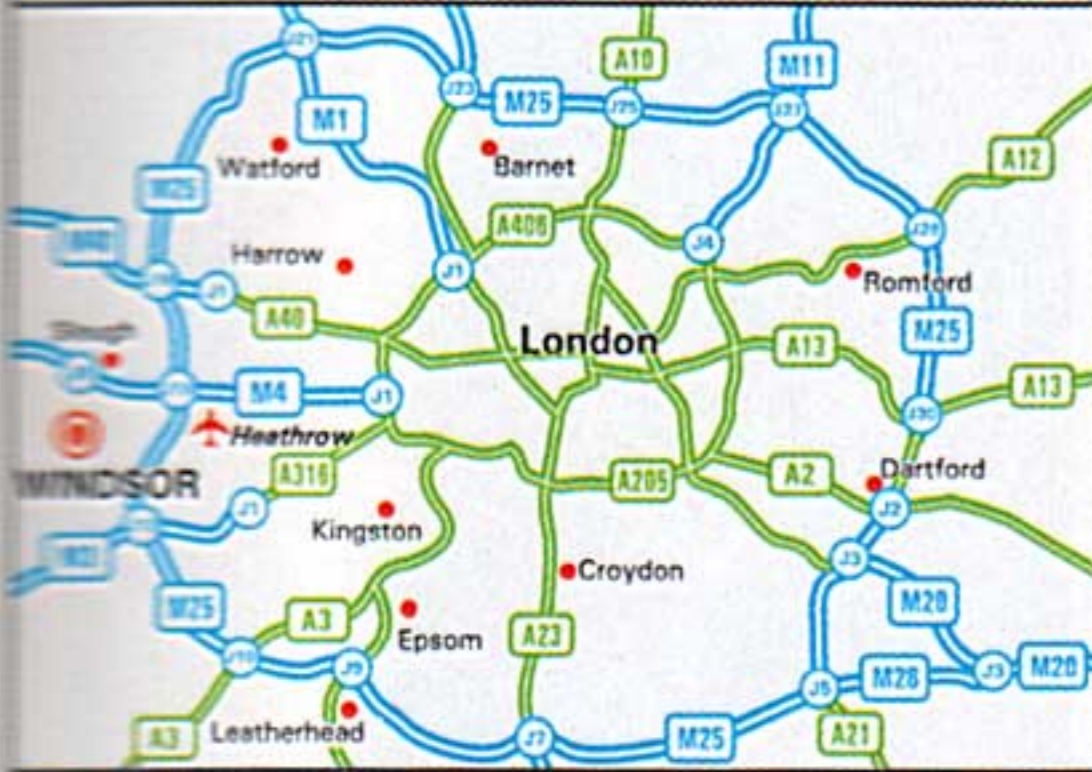 J21
J23
A10
M11
M25
J25
J27
M1
Watford
Barnet
A12
M25
A406
J28
A40
J4
Harrow
J1
J1
Romford
A40
London
M25
Slough
A13
M4
J1
A13
Heathrow
J30
WINDSOR
A316
A205
A2
Dartford
J1
J2
Kingston
J3
M25
Croydon
M20
A3
Epsom
A23
J10
J9
J5
M26
J3
M20
A3
Leatherhead
J7
M25
A21